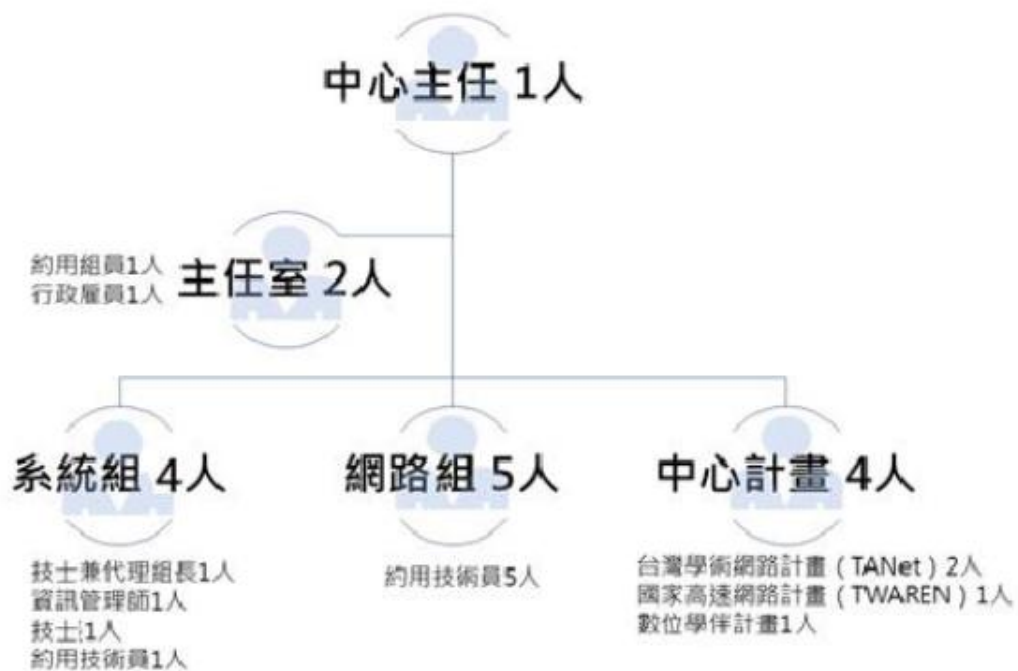 中心主任 1人
約用組員1人
行政雇員1人
主任室 2人
系統組 4人
網路組 5人
中心計畫 4人
技士兼代理組長1人
資訊管理師1人
技士1人
約用技術員1人
約用技術員5人
台灣學術網路計畫（TANet）2人
國家高速網路計畫（TWAREN）1人
數位學伴計畫1人